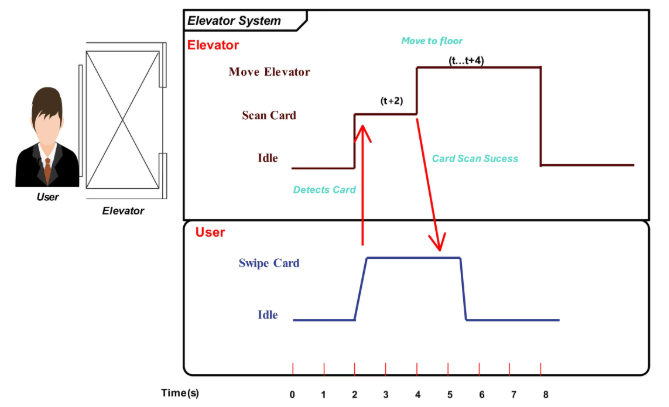 Elevator System
Elevator
Move to floor
Move Elevator
(t...t+4)
Scan Card
(t+2)
Idle
Card Scan Sucess
Detects Card
User
Elevator
User
Swipe Card
Idle
Time(s)
0 1 2 3 4 5 6 7 8